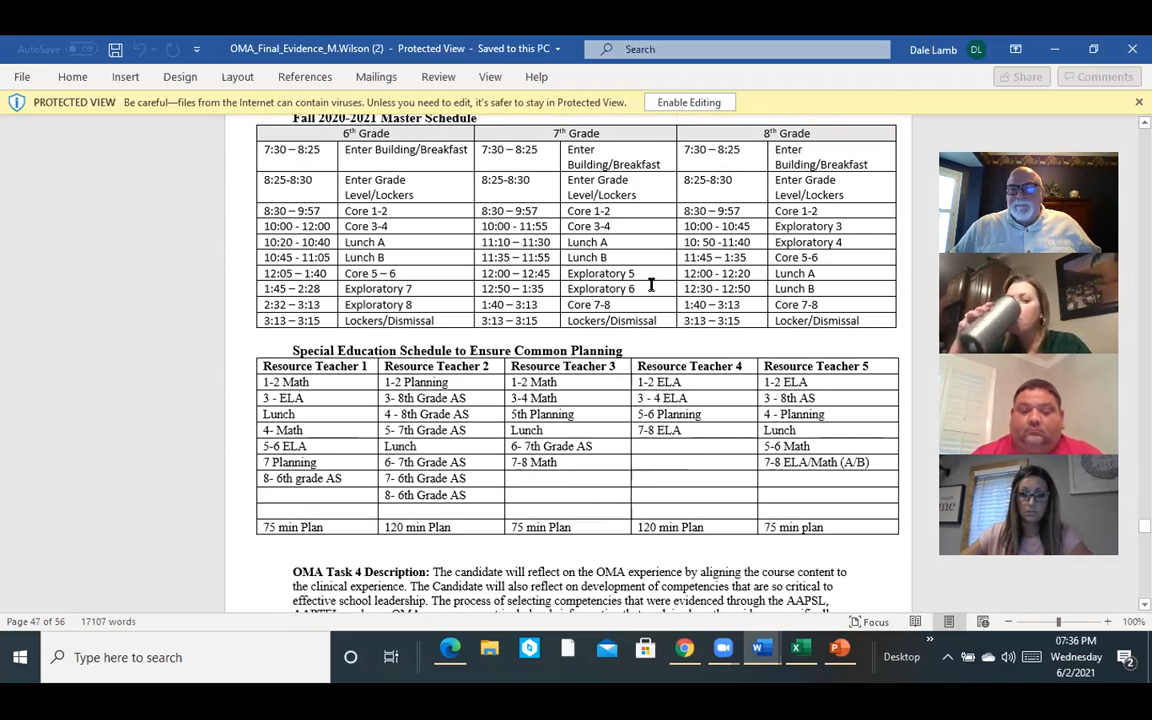 AutoSave
OMA_Final_Evidence_M.Wilson (2) - Protected View - Saved to this PC
Search
Dale Lamb
DL
File Home Insert Design Layout References Mailings Review View Help
Share
Comments
PROTECTED VIEW Be careful—files from the Internet can contain viruses. Unless you need to edit, it's safer to stay in Protected View.
Enable Editing
Fall 2020-2021 Master Schedule
6th Grade 7th Grade 8th Grade
7:30 – 8:25 Enter Building/Breakfast 7:30 – 8:25 Enter Building/Breakfast 7:30 – 8:25 Enter Building/Breakfast
8:25-8:30 Enter Grade Level/Lockers 8:25-8:30 Enter Grade Level/Lockers 8:25-8:30 Enter Grade Level/Lockers
8:30 – 9:57 Core 1-2 8:30 – 9:57 Core 1-2 8:30 – 9:57 Core 1-2
10:00 - 12:00 Core 3-4 10:00 - 11:55 Core 3-4 10:00 - 10:45 Exploratory 3
10:20 - 10:40 Lunch A 11:10 – 11:30 Lunch A 10: 50 -11:40 Exploratory 4
10:45 - 11:05 Lunch B 11:35 – 11:55 Lunch B 11:45 – 1:35 Core 5-6
12:05 – 1:40 Core 5 – 6 12:00 – 12:45 Exploratory 5 12:00 - 12:20 Lunch A
1:45 – 2:28 Exploratory 7 12:50 – 1:35 Exploratory 6 12:30 - 12:50 Lunch B
2:32 – 3:13 Exploratory 8 1:40 – 3:13 Core 7-8 1:40 – 3:13 Core 7-8
3:13 – 3:15 Lockers/Dismissal 3:13 – 3:15 Lockers/Dismissal 3:13 – 3:15 Locker/Dismissal
Special Education Schedule to Ensure Common Planning
Resource Teacher 1 Resource Teacher 2 Resource Teacher 3 Resource Teacher 4 Resource Teacher 5
1-2 Math 1-2 Planning 1-2 Math 1-2 ELA 1-2 ELA
3 - ELA 3- 8th Grade AS 3-4 Math 3 - 4 ELA 3 - 8th AS
Lunch 4 - 8th Grade AS 5th Planning 5-6 Planning 4 - Planning
4- Math 5- 7th Grade AS Lunch 7-8 ELA Lunch
5-6 ELA Lunch 6- 7th Grade AS 5-6 Math
7 Planning 6- 7th Grade AS 7-8 Math 7-8 ELA/Math (A/B)
8- 6th grade AS 7- 6th Grade AS
8- 6th Grade AS
75 min Plan 120 min Plan 75 min Plan 120 min Plan 75 min plan
OMA Task 4 Description: The candidate will reflect on the OMA experience by aligning the course content to
the clinical experience. The Candidate will also reflect on development of competencies that are so critical to
effective school leadership. The process of selecting competencies that were evidenced through the AAPSL,
Page 47 of 56 17107 words
Focus
100%
Type here to search
Desktop
07:36 PM
Wednesday
6/2/2021
2